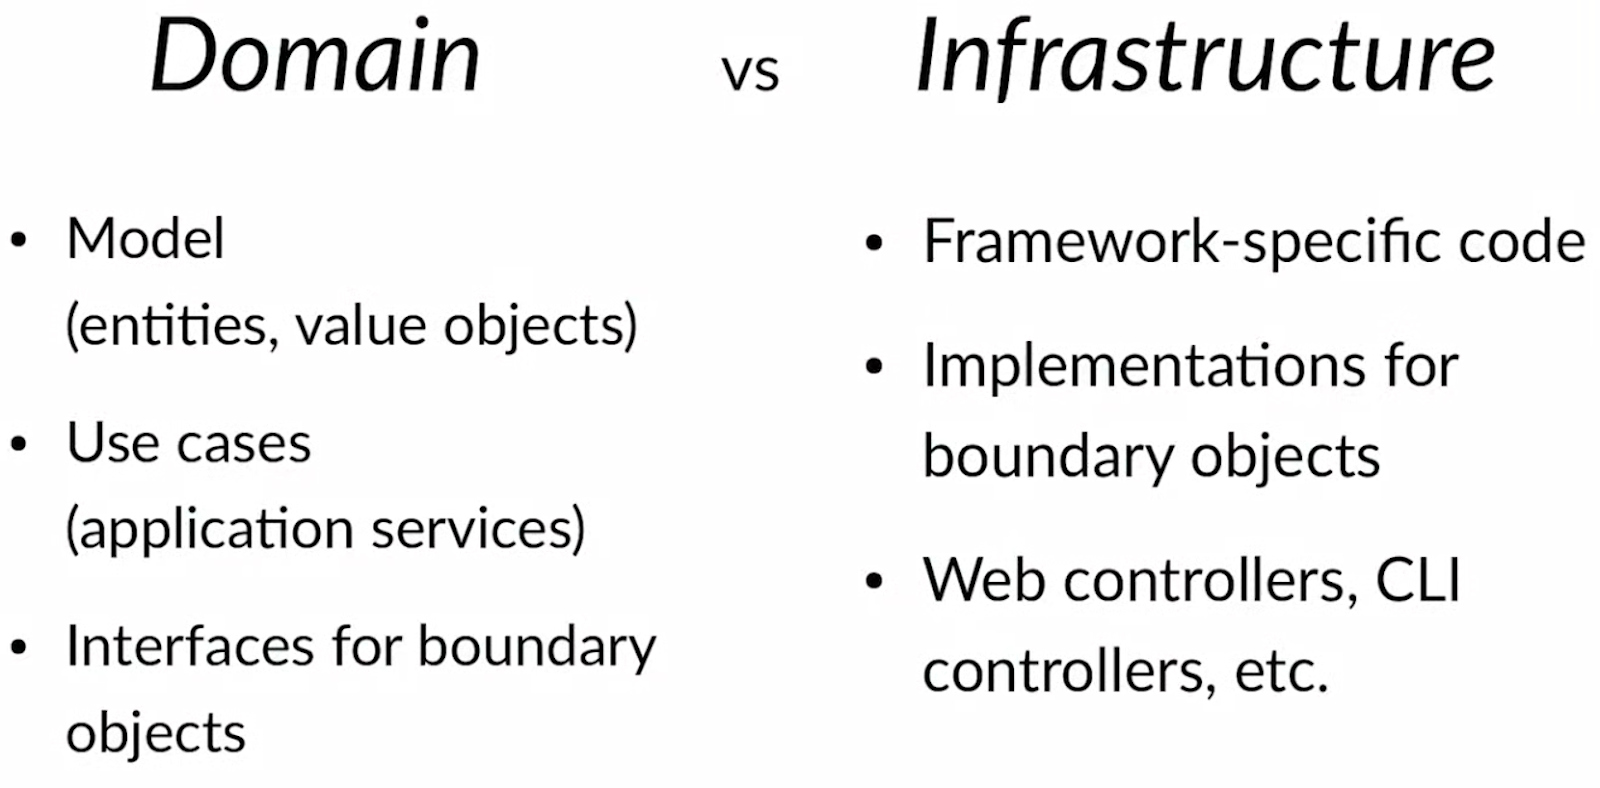 Domain vs Infrastructure
• Model
(entities, value objects)
• Use cases
(application services)
• Interfaces for boundary
objects
• Framework-specific code
• Implementations for
boundary objects
• Web controllers, CLI
controllers, etc.